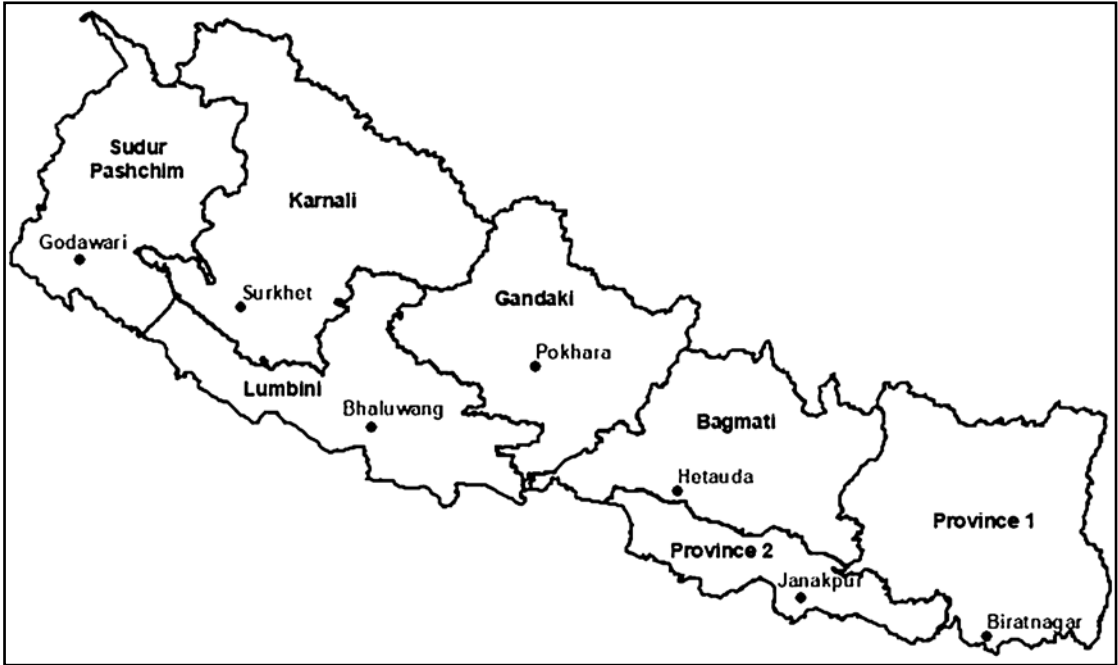 Sudur
Pashchim
Karnali
Godawari
Surkhet
Gandaki
Pokhara
Lumbini
Bhaluwang
Bagmati
Hetauda
Province 1
Province 2
Janakpur
Biratnagar